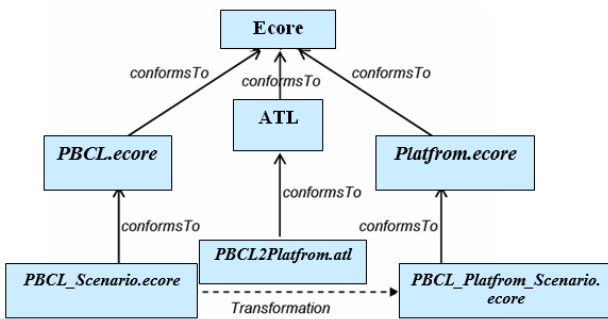 Ecore
conformsTo
conformsTo
conformsTo
ATL
PBCL.ecore
Platfrom.ecore
conformsTo
conformsTo
conformsTo
PBCL2Platfrom.atl
PBCL_Scenario.ecore
PBCL_Platfrom_Scenario.
ecore
Transformation